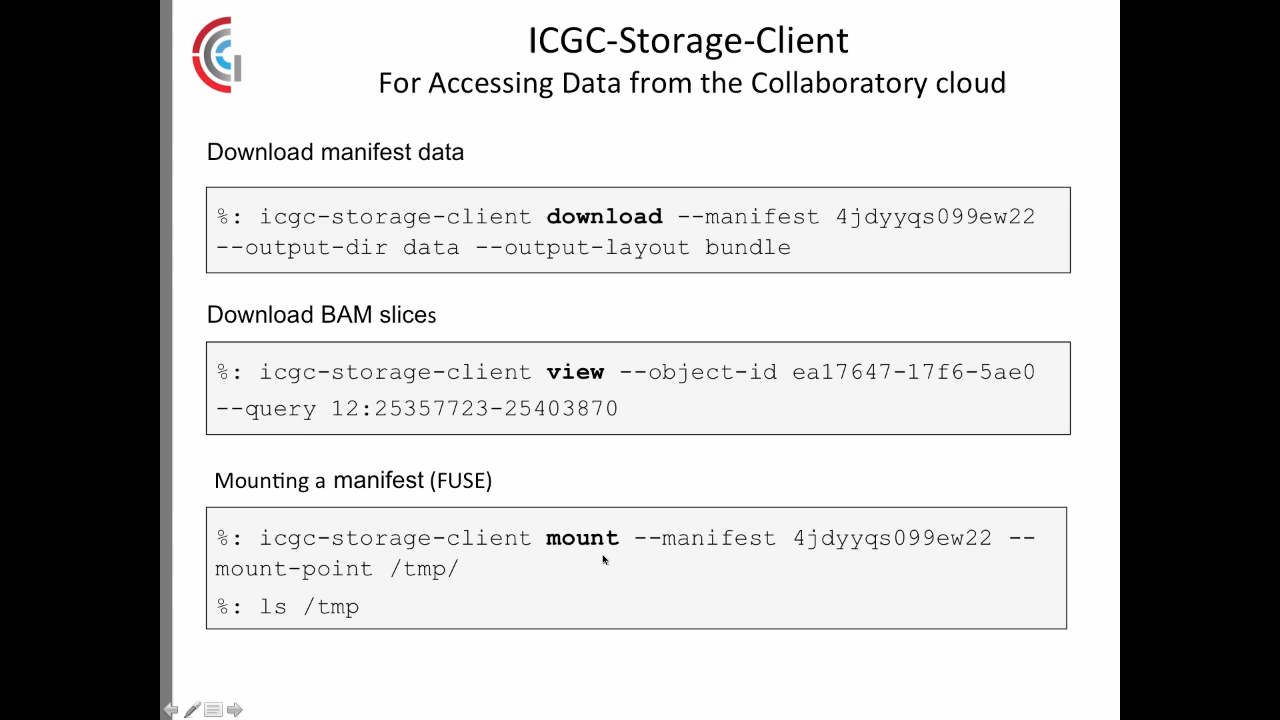 ICGC-Storage-Client
For Accessing Data from the Collaboratory cloud
Download manifest data
%: icgc-storage-client download --manifest 4jdyyqs099ew22
--output-dir data --output-layout bundle
Download BAM slices
%: icgc-storage-client view --object-id ea17647-17f6-5ae0
--query 12:25357723-25403870
Mounting a manifest (FUSE)
%: icgc-storage-client mount --manifest 4jdyyqs099ew22 --
mount-point /tmp/
%: ls /tmp